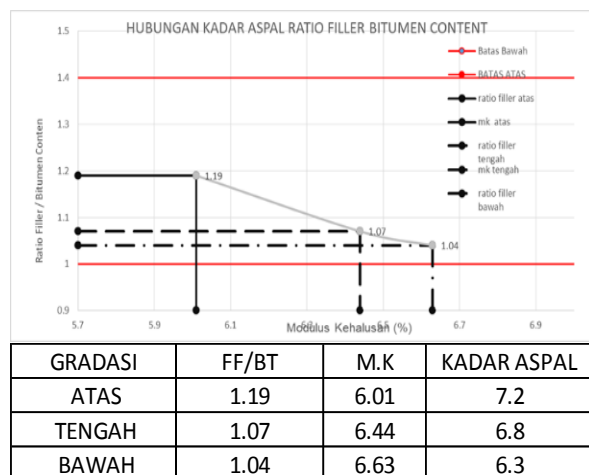 HUBUNGAN KADAR ASPAL RATIO FILLER BITUMEN CONTENT
Ratio Filler / Bitumen Conten
1.5
1.4
1.3
1.2
1.1
1
0.9
1.19
1.07
1.04
Batas Bawah
BATAS ATAS
ratio filler atas
mk atas
ratio filler
tengah
mk tengah
ratio filler
bawah
5.7 5.9 6.1 6.3 6.5 6.7 6.9
Modulus Kehalusan (%)
GRADASI FF/BT M.K KADAR ASPAL
ATAS 1.19 6.01 7.2
TENGAH 1.07 6.44 6.8
BAWAH 1.04 6.63 6.3